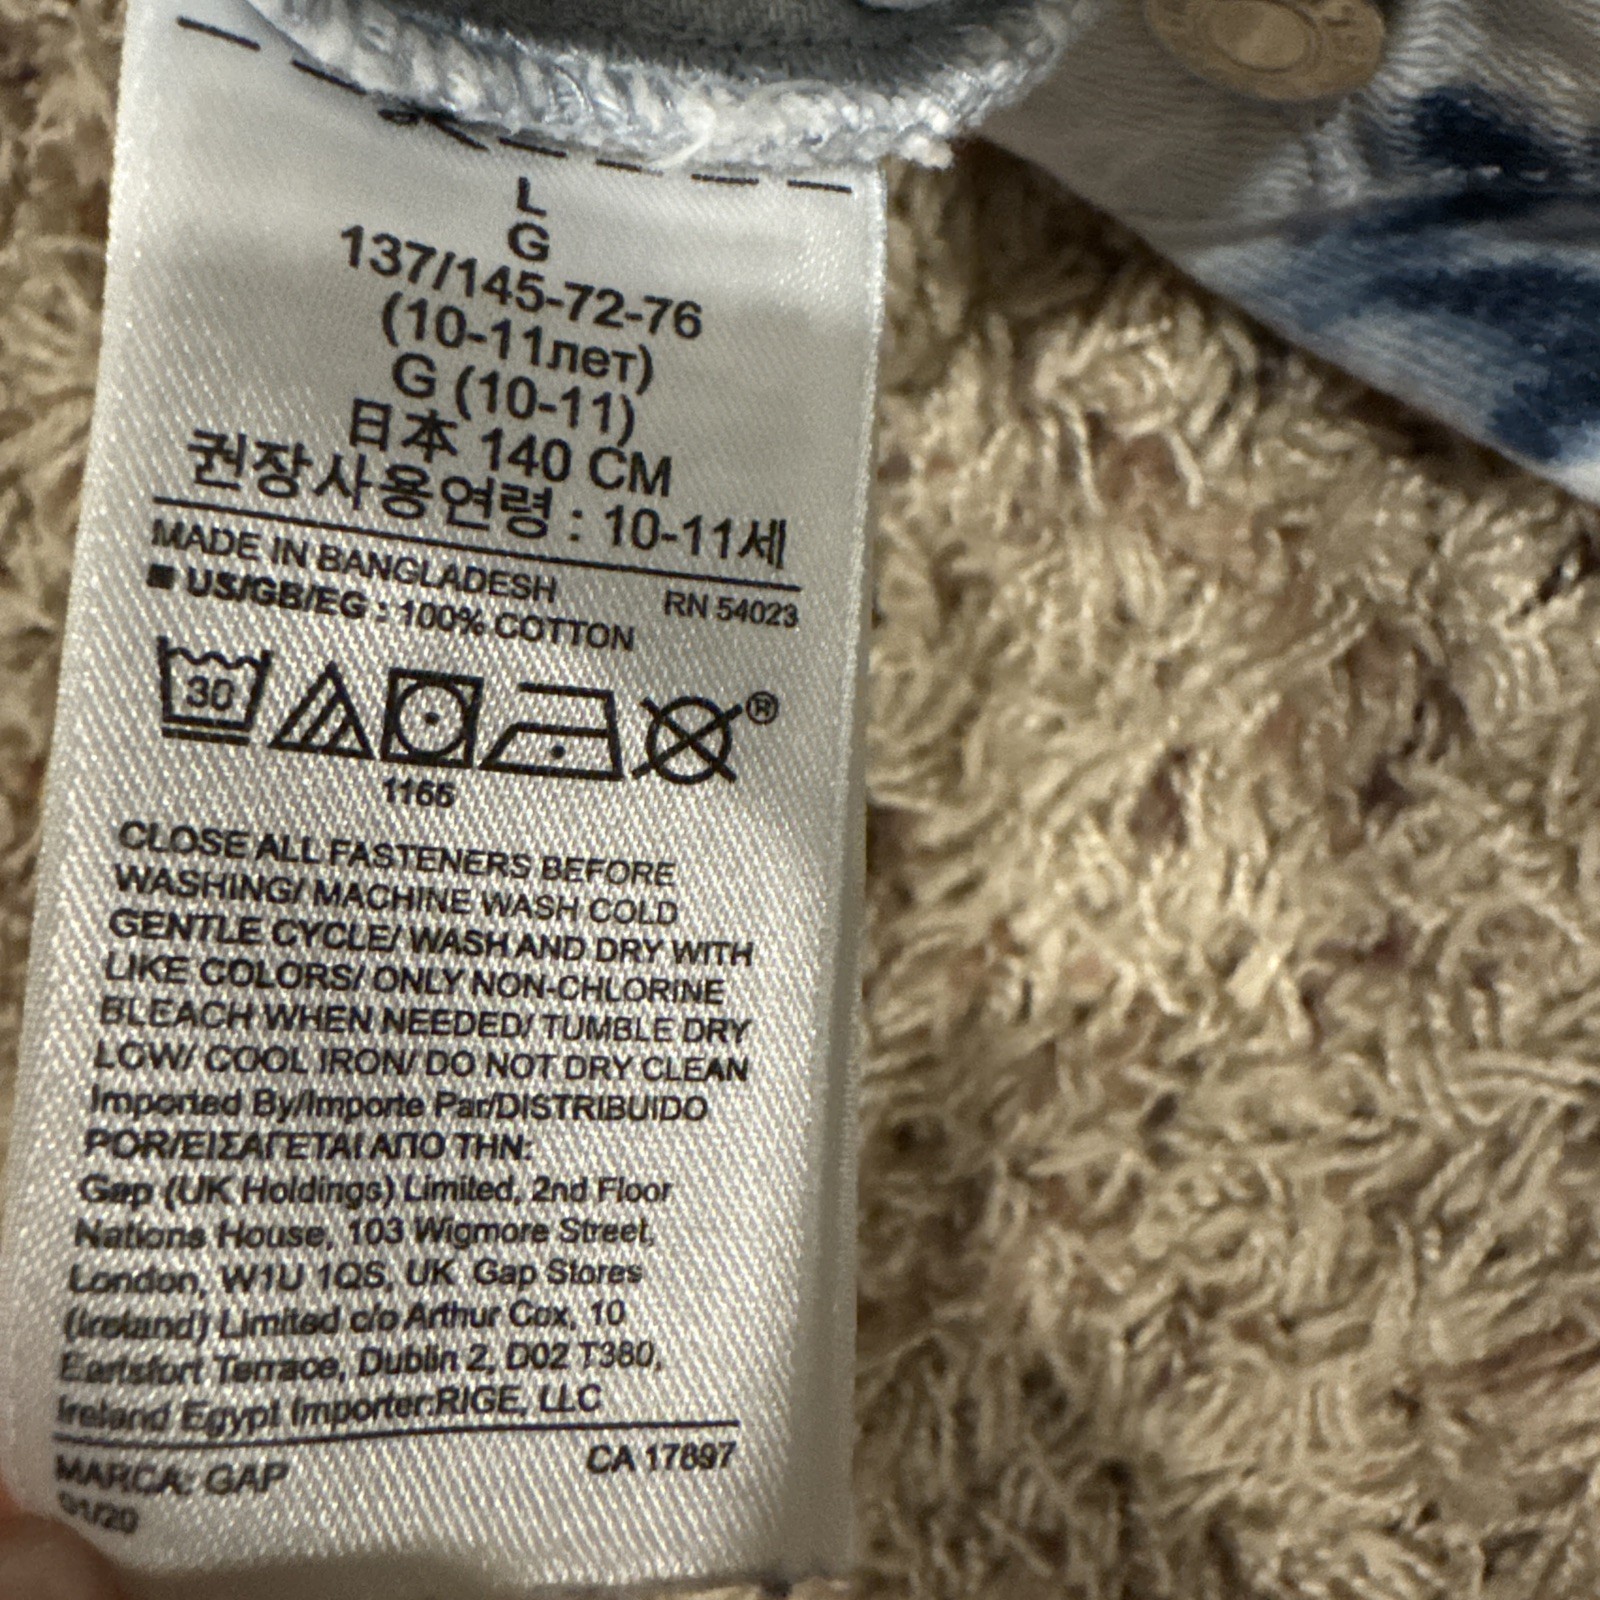 L
G
137/145-72-76
(10-11лет)
G (10-11)
日本 140 CM
권장사용연령 : 10-11세
MADE IN BANGLADESH
RN 54023
■ US/GB/EG : 100% COTTON
30
®
1166
CLOSE ALL FASTENERS BEFORE
WASHING/ MACHINE WASH COLD
GENTLE CYCLE/ WASH AND DRY WITH
LIKE COLORS/ ONLY NON-CHLORINE
BLEACH WHEN NEEDED/ TUMBLE DRY
LOW/ COOL IRON/ DO NOT DRY CLEAN
Imported By/Importe Par/DISTRIBUIDO
POR/ΕΙΣΑΓΕΤΑΙ ΑΠΟ ΤΗΝ:
Gap (UK Holdings) Limited, 2nd Floor
Nations House, 103 Wigmore Street,
London, W1U 1QS, UK Gap Stores
(Ireland) Limited c/o Arthur Cox, 10
Earlsfort Terrace, Dublin 2, D02 T380,
Ireland Egypt Importer:RIGE, LLC
CA 17897
MARCA: GAP
01/20